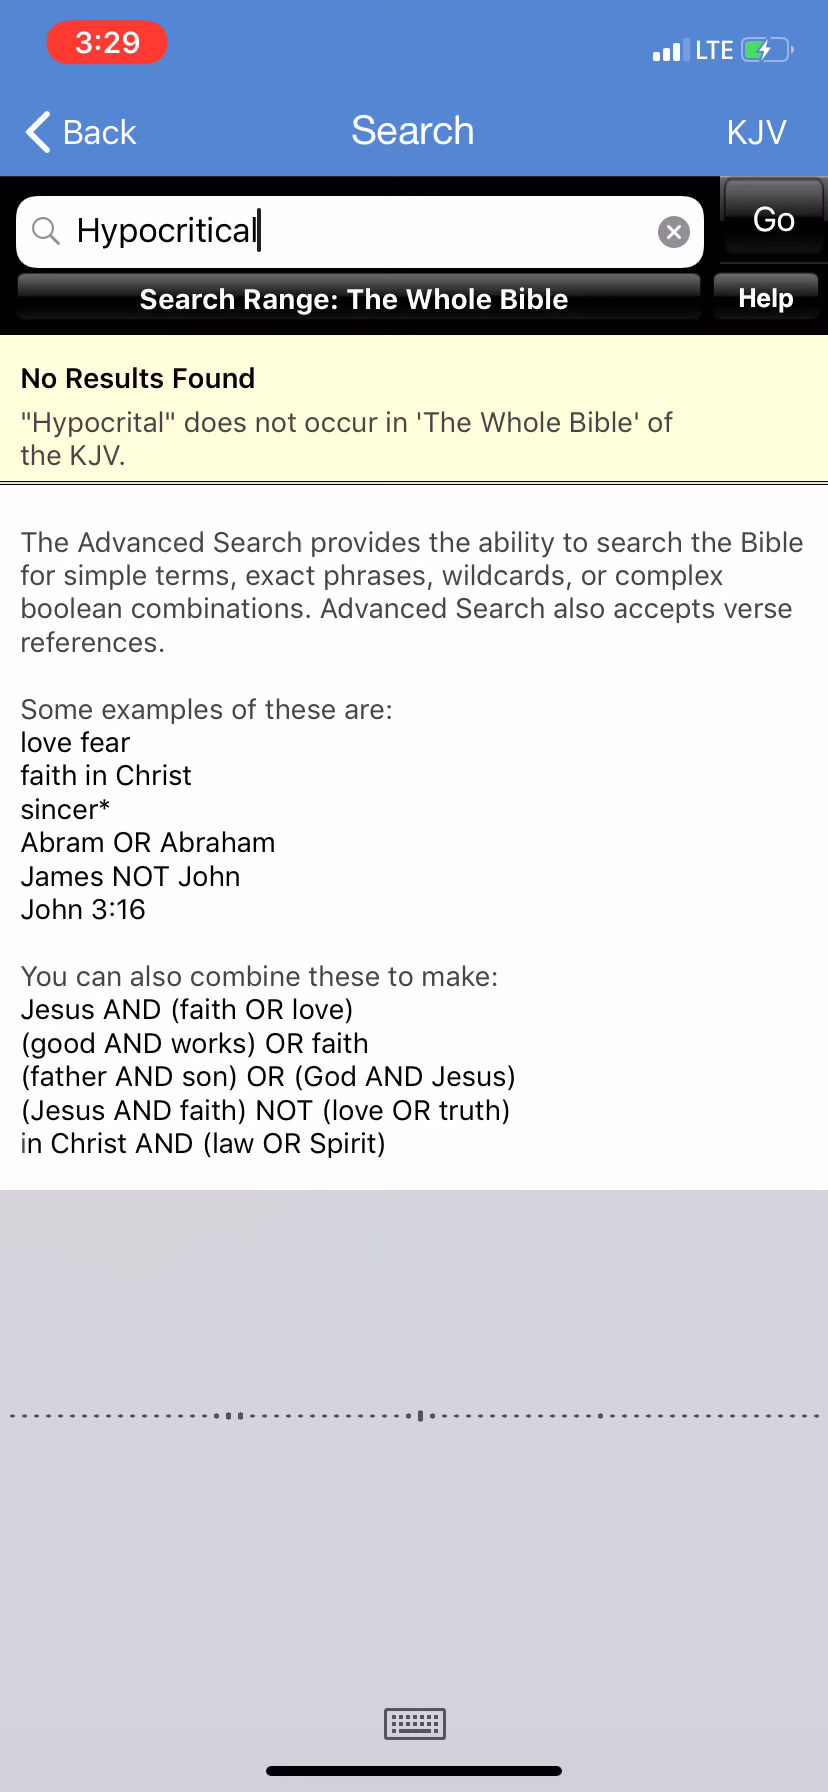 3:29
LTE
Back
Search
KJV
Hypocritical
Go
Search Range: The Whole Bible
Help
No Results Found
"Hypocrital" does not occur in 'The Whole Bible' of
the KJV.
The Advanced Search provides the ability to search the Bible
for simple terms, exact phrases, wildcards, or complex
boolean combinations. Advanced Search also accepts verse
references.
Some examples of these are:
love fear
faith in Christ
sincer*
Abram OR Abraham
James NOT John
John 3:16
You can also combine these to make:
Jesus AND (faith OR love)
(good AND works) OR faith
(father AND son) OR (God AND Jesus)
(Jesus AND faith) NOT (love OR truth)
in Christ AND (law OR Spirit)